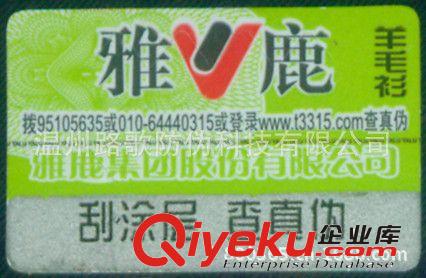 雅鹿
羊毛衫
拨95105635或010-64440315或登录www.t3315.com查真伪
温州路歌防伪科技有限公司
雅鹿集团股份有限公司
刮涂层 查真伪
Qiyeku.com 企业库
Enterprise Database